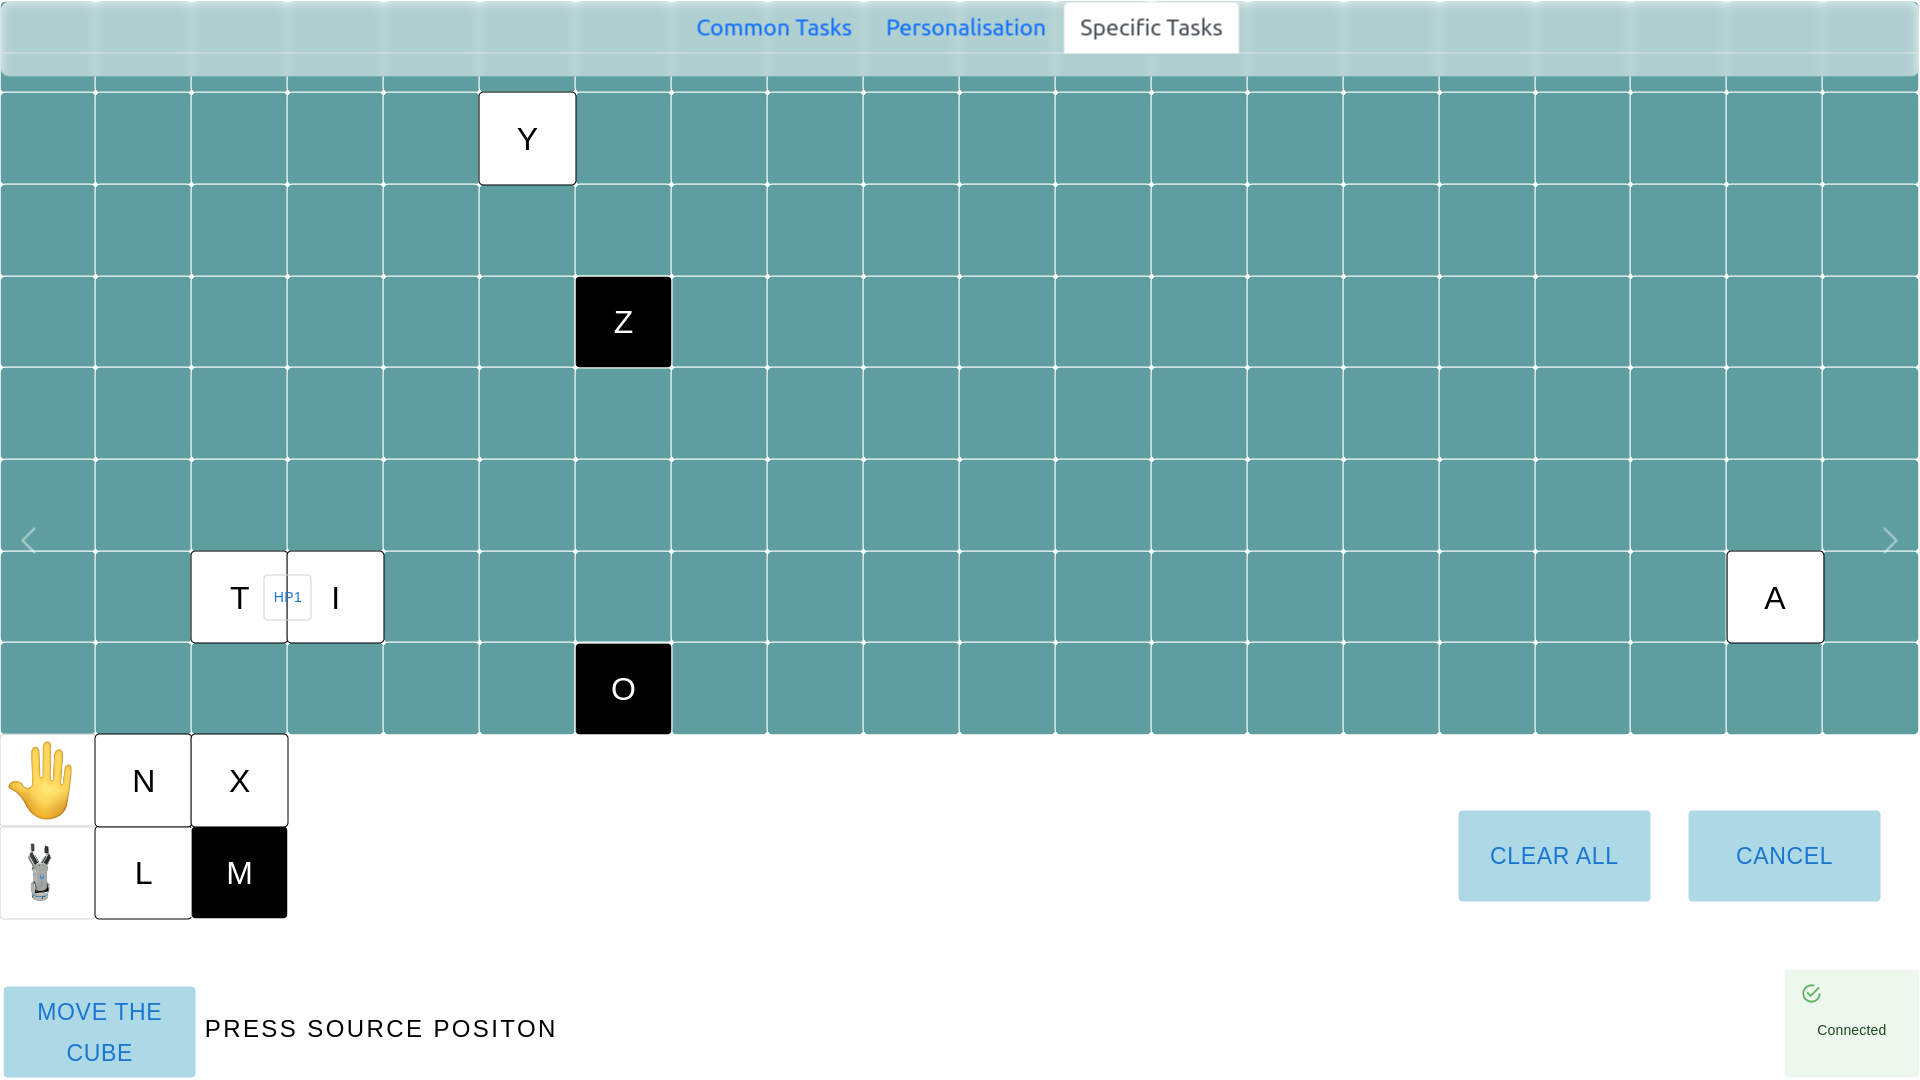 Common Tasks Personalisation Specific Tasks
Y
Z
T HP1 I A
O
N X
L M
CLEAR ALL CANCEL
MOVE THE
CUBE
PRESS SOURCE POSITON
Connected